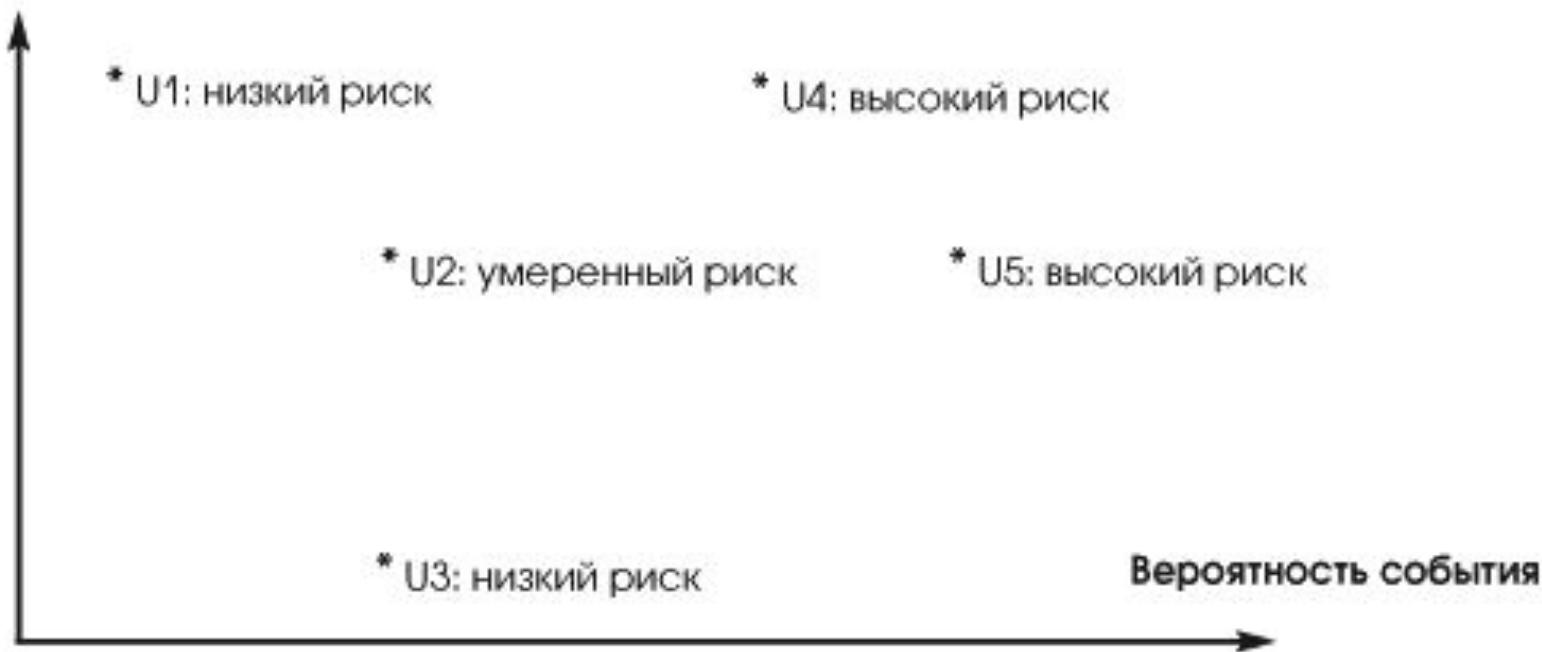 * U1: низкий риск
* U4: высокий риск
* U2: умеренный риск
* U5: высокий риск
* U3: низкий риск
Вероятность события